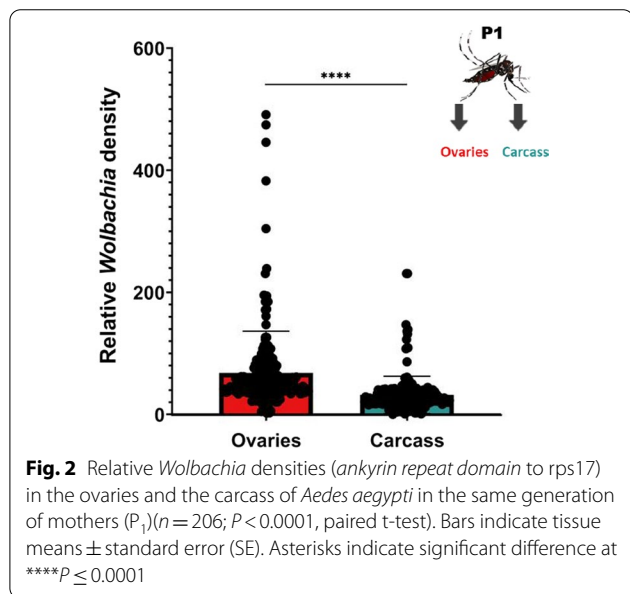 600
400
200
0
Relative Wolbachia density
****
P1
Ovaries Carcass
Ovaries Carcass
Fig. 2 Relative Wolbachia densities (ankyrin repeat domain to rps17)
in the ovaries and the carcass of Aedes aegypti in the same generation
of mothers (P₁)(n = 206; P < 0.0001, paired t-test). Bars indicate tissue
means ± standard error (SE). Asterisks indicate significant difference at
****P ≤ 0.0001